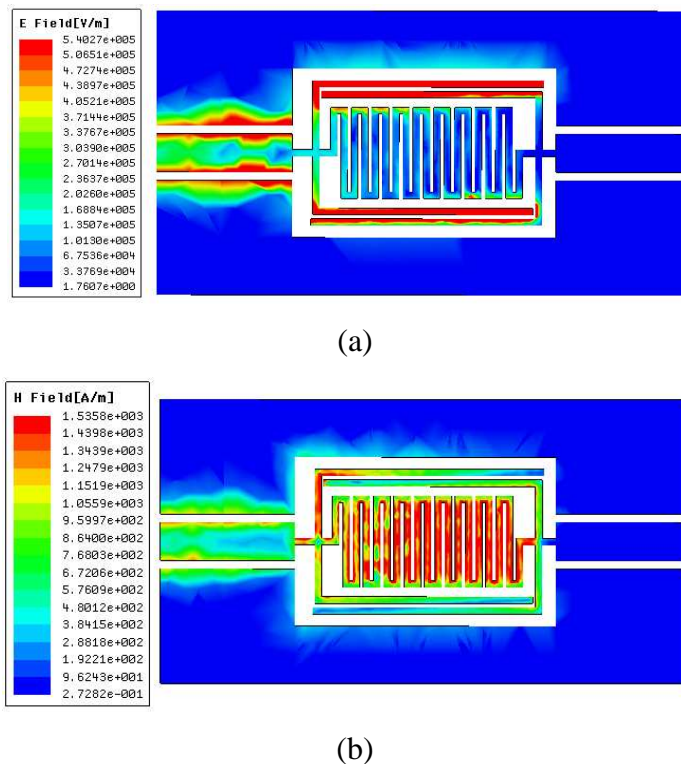 E Field[V/m]
5.4027e+005
5.0651e+005
4.7274e+005
4.3897e+005
4.0521e+005
3.7144e+005
3.3767e+005
3.0390e+005
2.7014e+005
2.3637e+005
2.0260e+005
1.6884e+005
1.3507e+005
1.0130e+005
6.7536e+004
3.3769e+004
1.7607e+000
(a)
H Field[A/m]
1.5358e+003
1.4398e+003
1.3439e+003
1.2479e+003
1.1519e+003
1.0559e+003
9.5997e+002
8.6400e+002
7.6803e+002
6.7206e+002
5.7609e+002
4.8012e+002
3.8415e+002
2.8818e+002
1.9221e+002
9.6243e+001
2.7282e-001
(b)